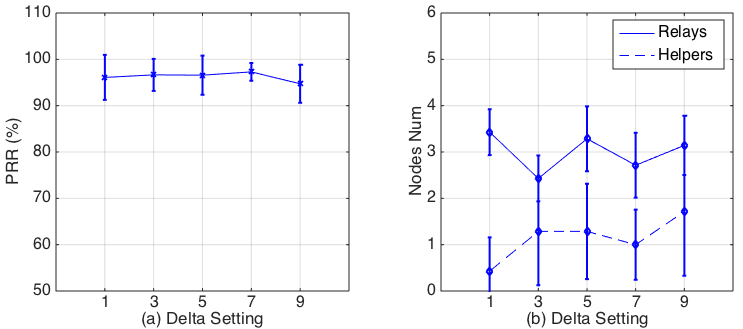 110
100
90
80
70
60
50
PRR (%)
1 3 5 7 9
(a) Delta Setting
6
5
4
3
2
1
0
Nodes Num
Relays
Helpers
1 3 5 7 9
(b) Delta Setting